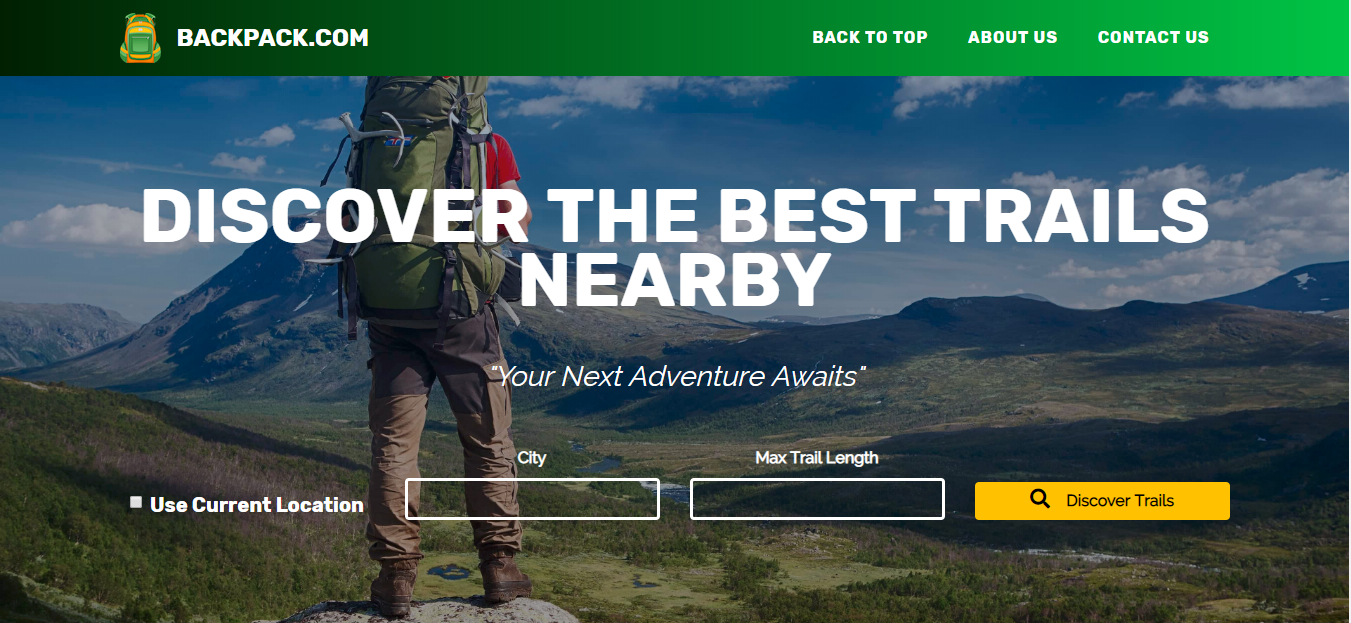 BACKPACK.COM
BACK TO TOP
ABOUT US
CONTACT US
DISCOVER THE BEST TRAILS
NEARBY
"Your Next Adventure Awaits"
City
Max Trail Length
Use Current Location
Discover Trails